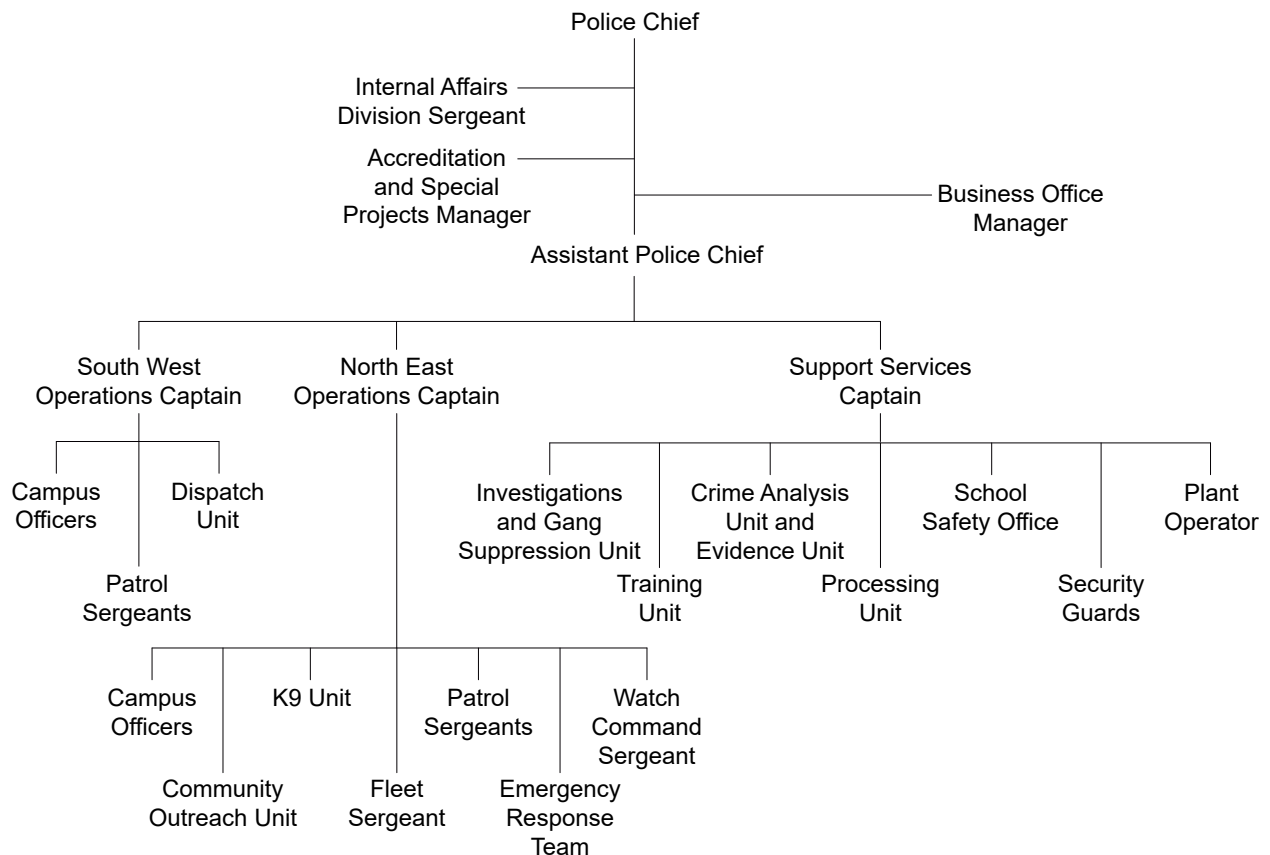 Police Chief
Internal Affairs
Division Sergeant
Accreditation
and Special
Projects Manager
Business Office
Manager
Assistant Police Chief
South West
Operations Captain
North East
Operations Captain
Support Services
Captain
Campus
Officers
Dispatch
Unit
Patrol
Sergeants
Investigations
and Gang
Suppression Unit
Crime Analysis
Unit and
Evidence Unit
School
Safety Office
Plant
Operator
Training
Unit
Processing
Unit
Security
Guards
Campus
Officers
K9 Unit
Patrol
Sergeants
Watch
Command
Sergeant
Community
Outreach Unit
Fleet
Sergeant
Emergency
Response
Team